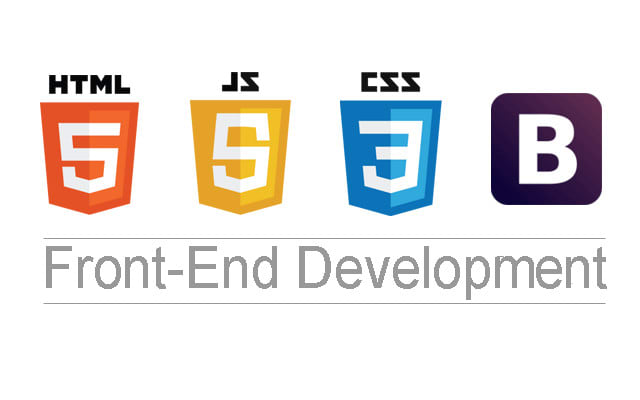 HTML JS CSS
5 5 3 B
Front-End Development